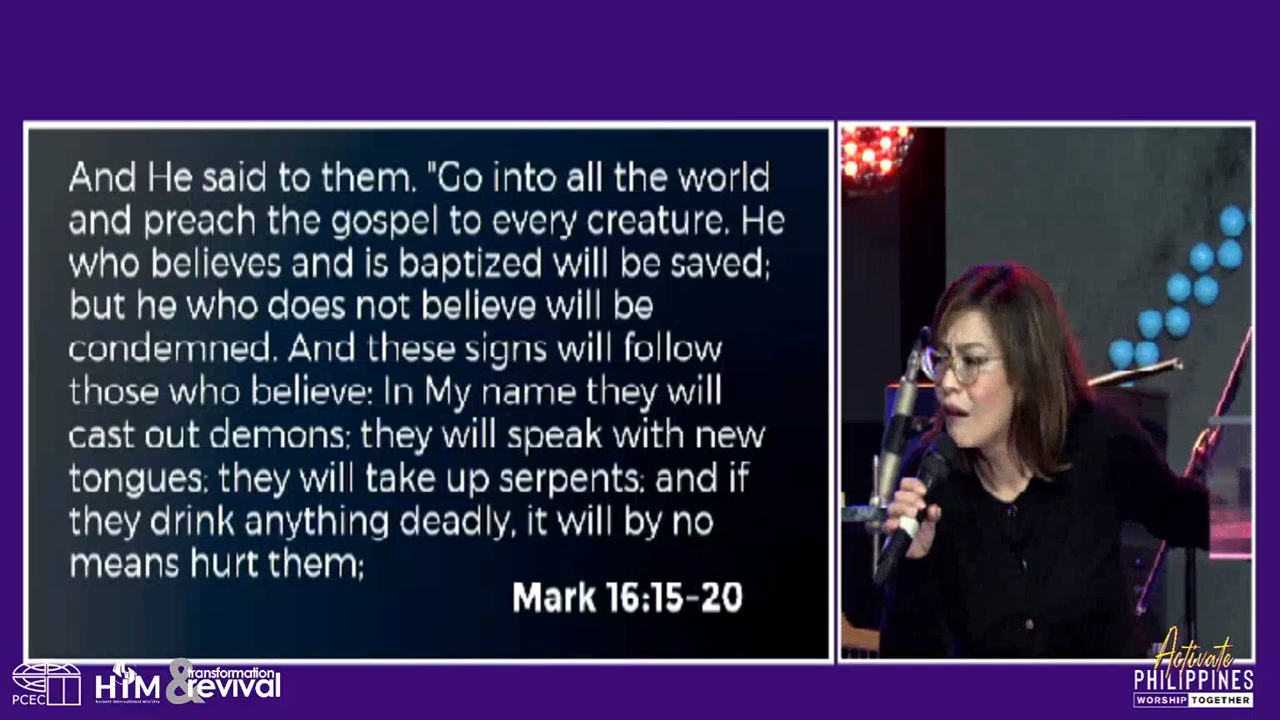 And He said to them. "Go into all the world
and preach the gospel to every creature. He
who believes and is baptized will be saved;
but he who does not believe will be
condemned. And these signs will follow
those who believe: In My name they will
cast out demons; they will speak with new
tongues; they will take up serpents; and if
they drink anything deadly, it will by no
means hurt them;
Mark 16:15-20
PCEC
HIM
Harvest International Ministry
&
transformation
revival
Activate
PHILIPPINES
WORSHIP TOGETHER